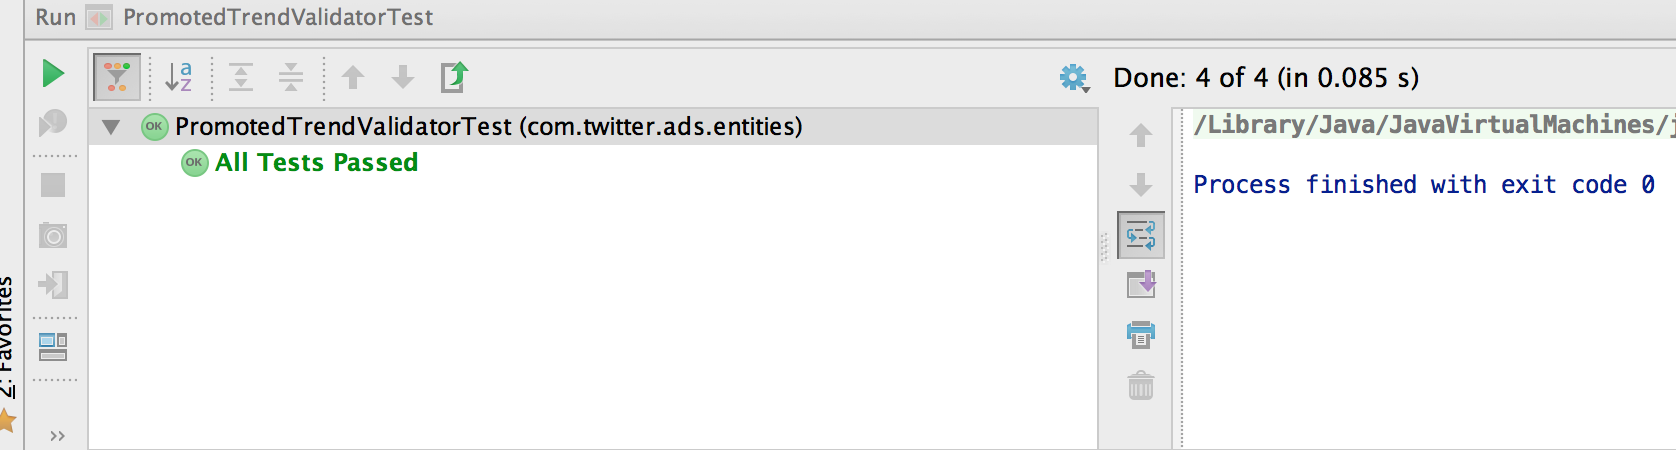 Run PromotedTrendValidatorTest
Done: 4 of 4 (in 0.085 s)
OK PromotedTrendValidatorTest (com.twitter.ads.entities)
OK All Tests Passed
/Library/Java/JavaVirtualMachines/j
Process finished with exit code 0
2: Favorites
a
z